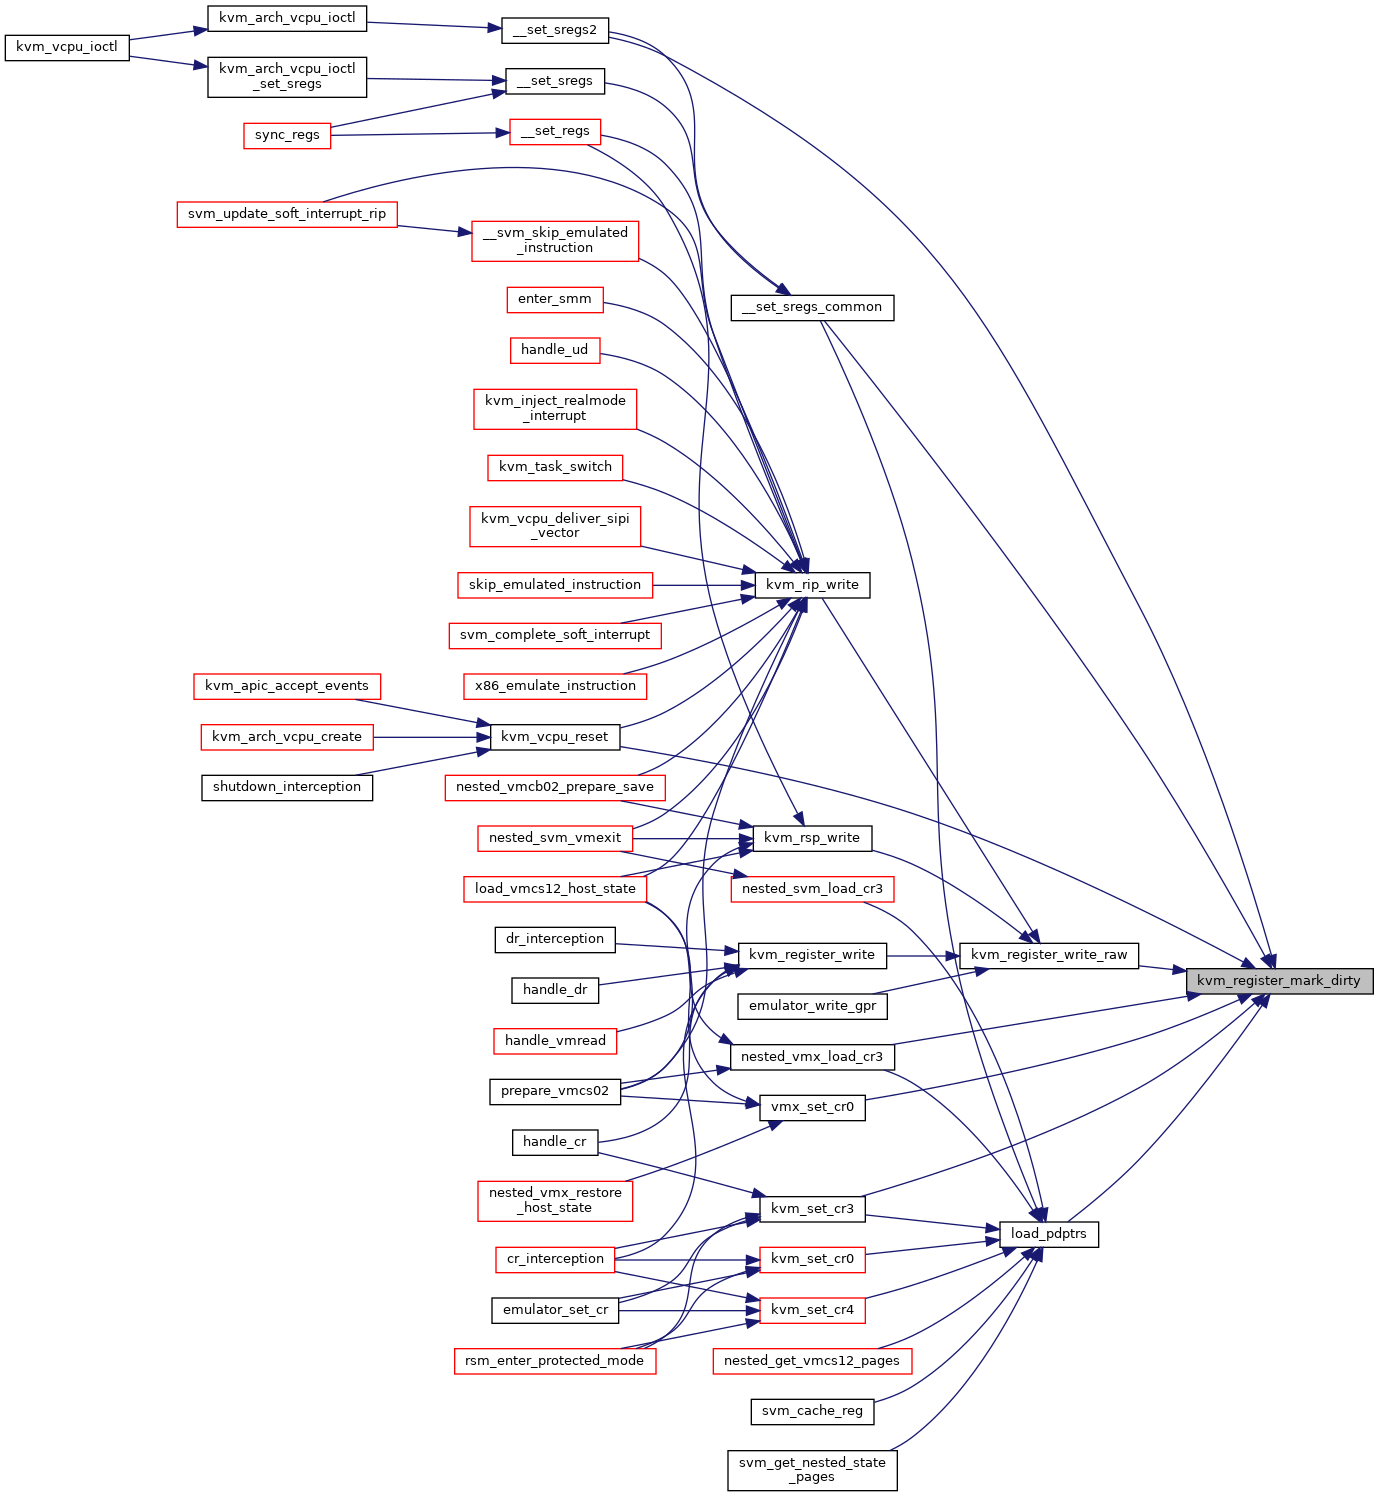 kvm_arch_vcpu_ioctl
__set_sregs2
kvm_vcpu_ioctl
kvm_arch_vcpu_ioctl
_set_sregs
__set_sregs
sync_regs
__set_regs
svm_update_soft_interrupt_rip
__svm_skip_emulated
_instruction
enter_smm
__set_sregs_common
handle_ud
kvm_inject_realmode
_interrupt
kvm_task_switch
kvm_vcpu_deliver_sipi
_vector
skip_emulated_instruction
kvm_rip_write
svm_complete_soft_interrupt
kvm_apic_accept_events
x86_emulate_instruction
kvm_arch_vcpu_create
kvm_vcpu_reset
shutdown_interception
nested_vmcb02_prepare_save
nested_svm_vmexit
kvm_rsp_write
load_vmcs12_host_state
nested_svm_load_cr3
dr_interception
kvm_register_write
kvm_register_write_raw
handle_dr
emulator_write_gpr
kvm_register_mark_dirty
handle_vmread
nested_vmx_load_cr3
prepare_vmcs02
vmx_set_cr0
handle_cr
nested_vmx_restore
_host_state
kvm_set_cr3
load_pdptrs
cr_interception
kvm_set_cr0
emulator_set_cr
kvm_set_cr4
rsm_enter_protected_mode
nested_get_vmcs12_pages
svm_cache_reg
svm_get_nested_state
_pages